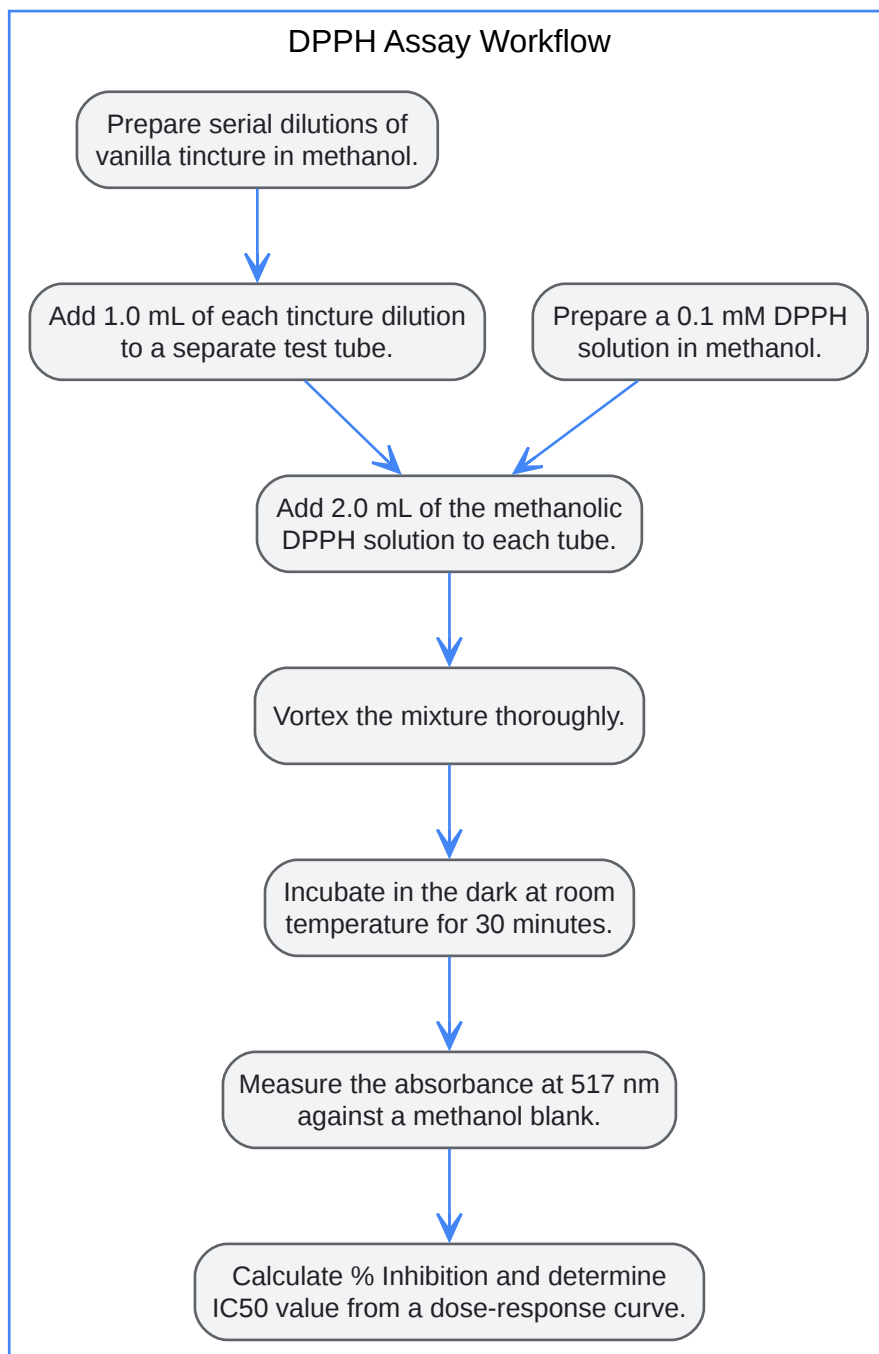 DPPH Assay Workflow
Prepare serial dilutions of
vanilla tincture in methanol.
Add 1.0 mL of each tincture dilution
to a separate test tube.
Prepare a 0.1 mM DPPH
solution in methanol.
Add 2.0 mL of the methanolic
DPPH solution to each tube.
Vortex the mixture thoroughly.
Incubate in the dark at room
temperature for 30 minutes.
Measure the absorbance at 517 nm
against a methanol blank.
Calculate % Inhibition and determine
IC50 value from a dose-response curve.